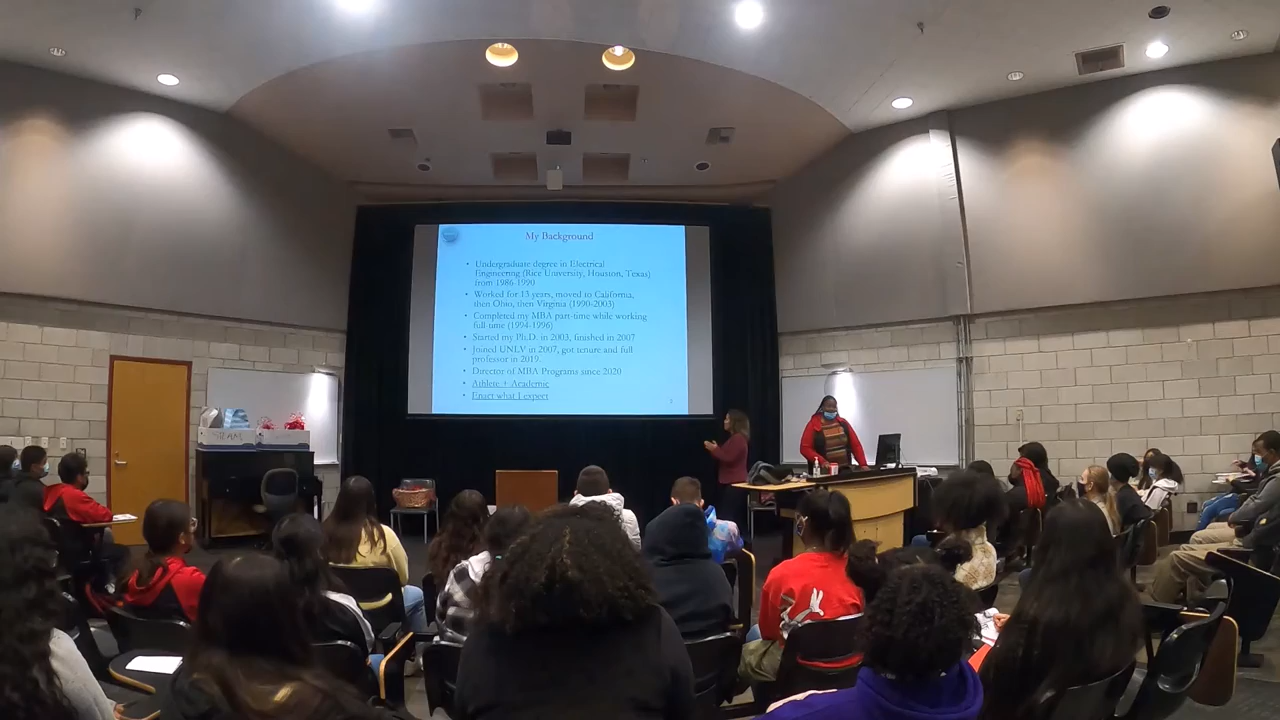 My Background
• Undergraduate degree in Electrical
Engineering (Rice University, Houston, Texas)
from 1986-1990
• Worked for 13 years, moved to California,
then Ohio, then Virginia (1990-2003)
• Completed my MBA part-time while working
full-time (1994-1996)
• Started my Ph.D. in 2003, finished in 2007
• Joined UNLV in 2007, got tenure and full
professor in 2019.
• Director of MBA Programs since 2020
• Athlete + Academic
• Enact what I expect